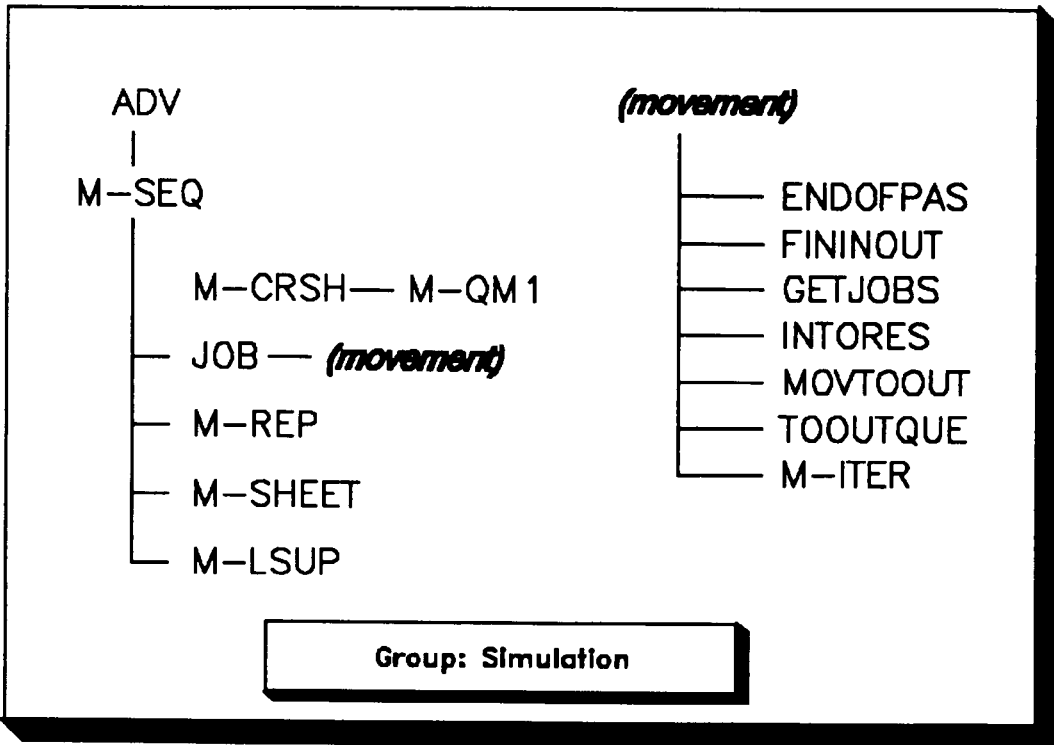 ADV
M-SEQ
M-CRSH — M-QM1
JOB — (movement)
M-REP
M-SHEET
M-LSUP
(movement)
ENDOFPAS
FININOUT
GETJOBS
INTORES
MOVTOOUT
TOOUTQUE
M-ITER
Group: Simulation